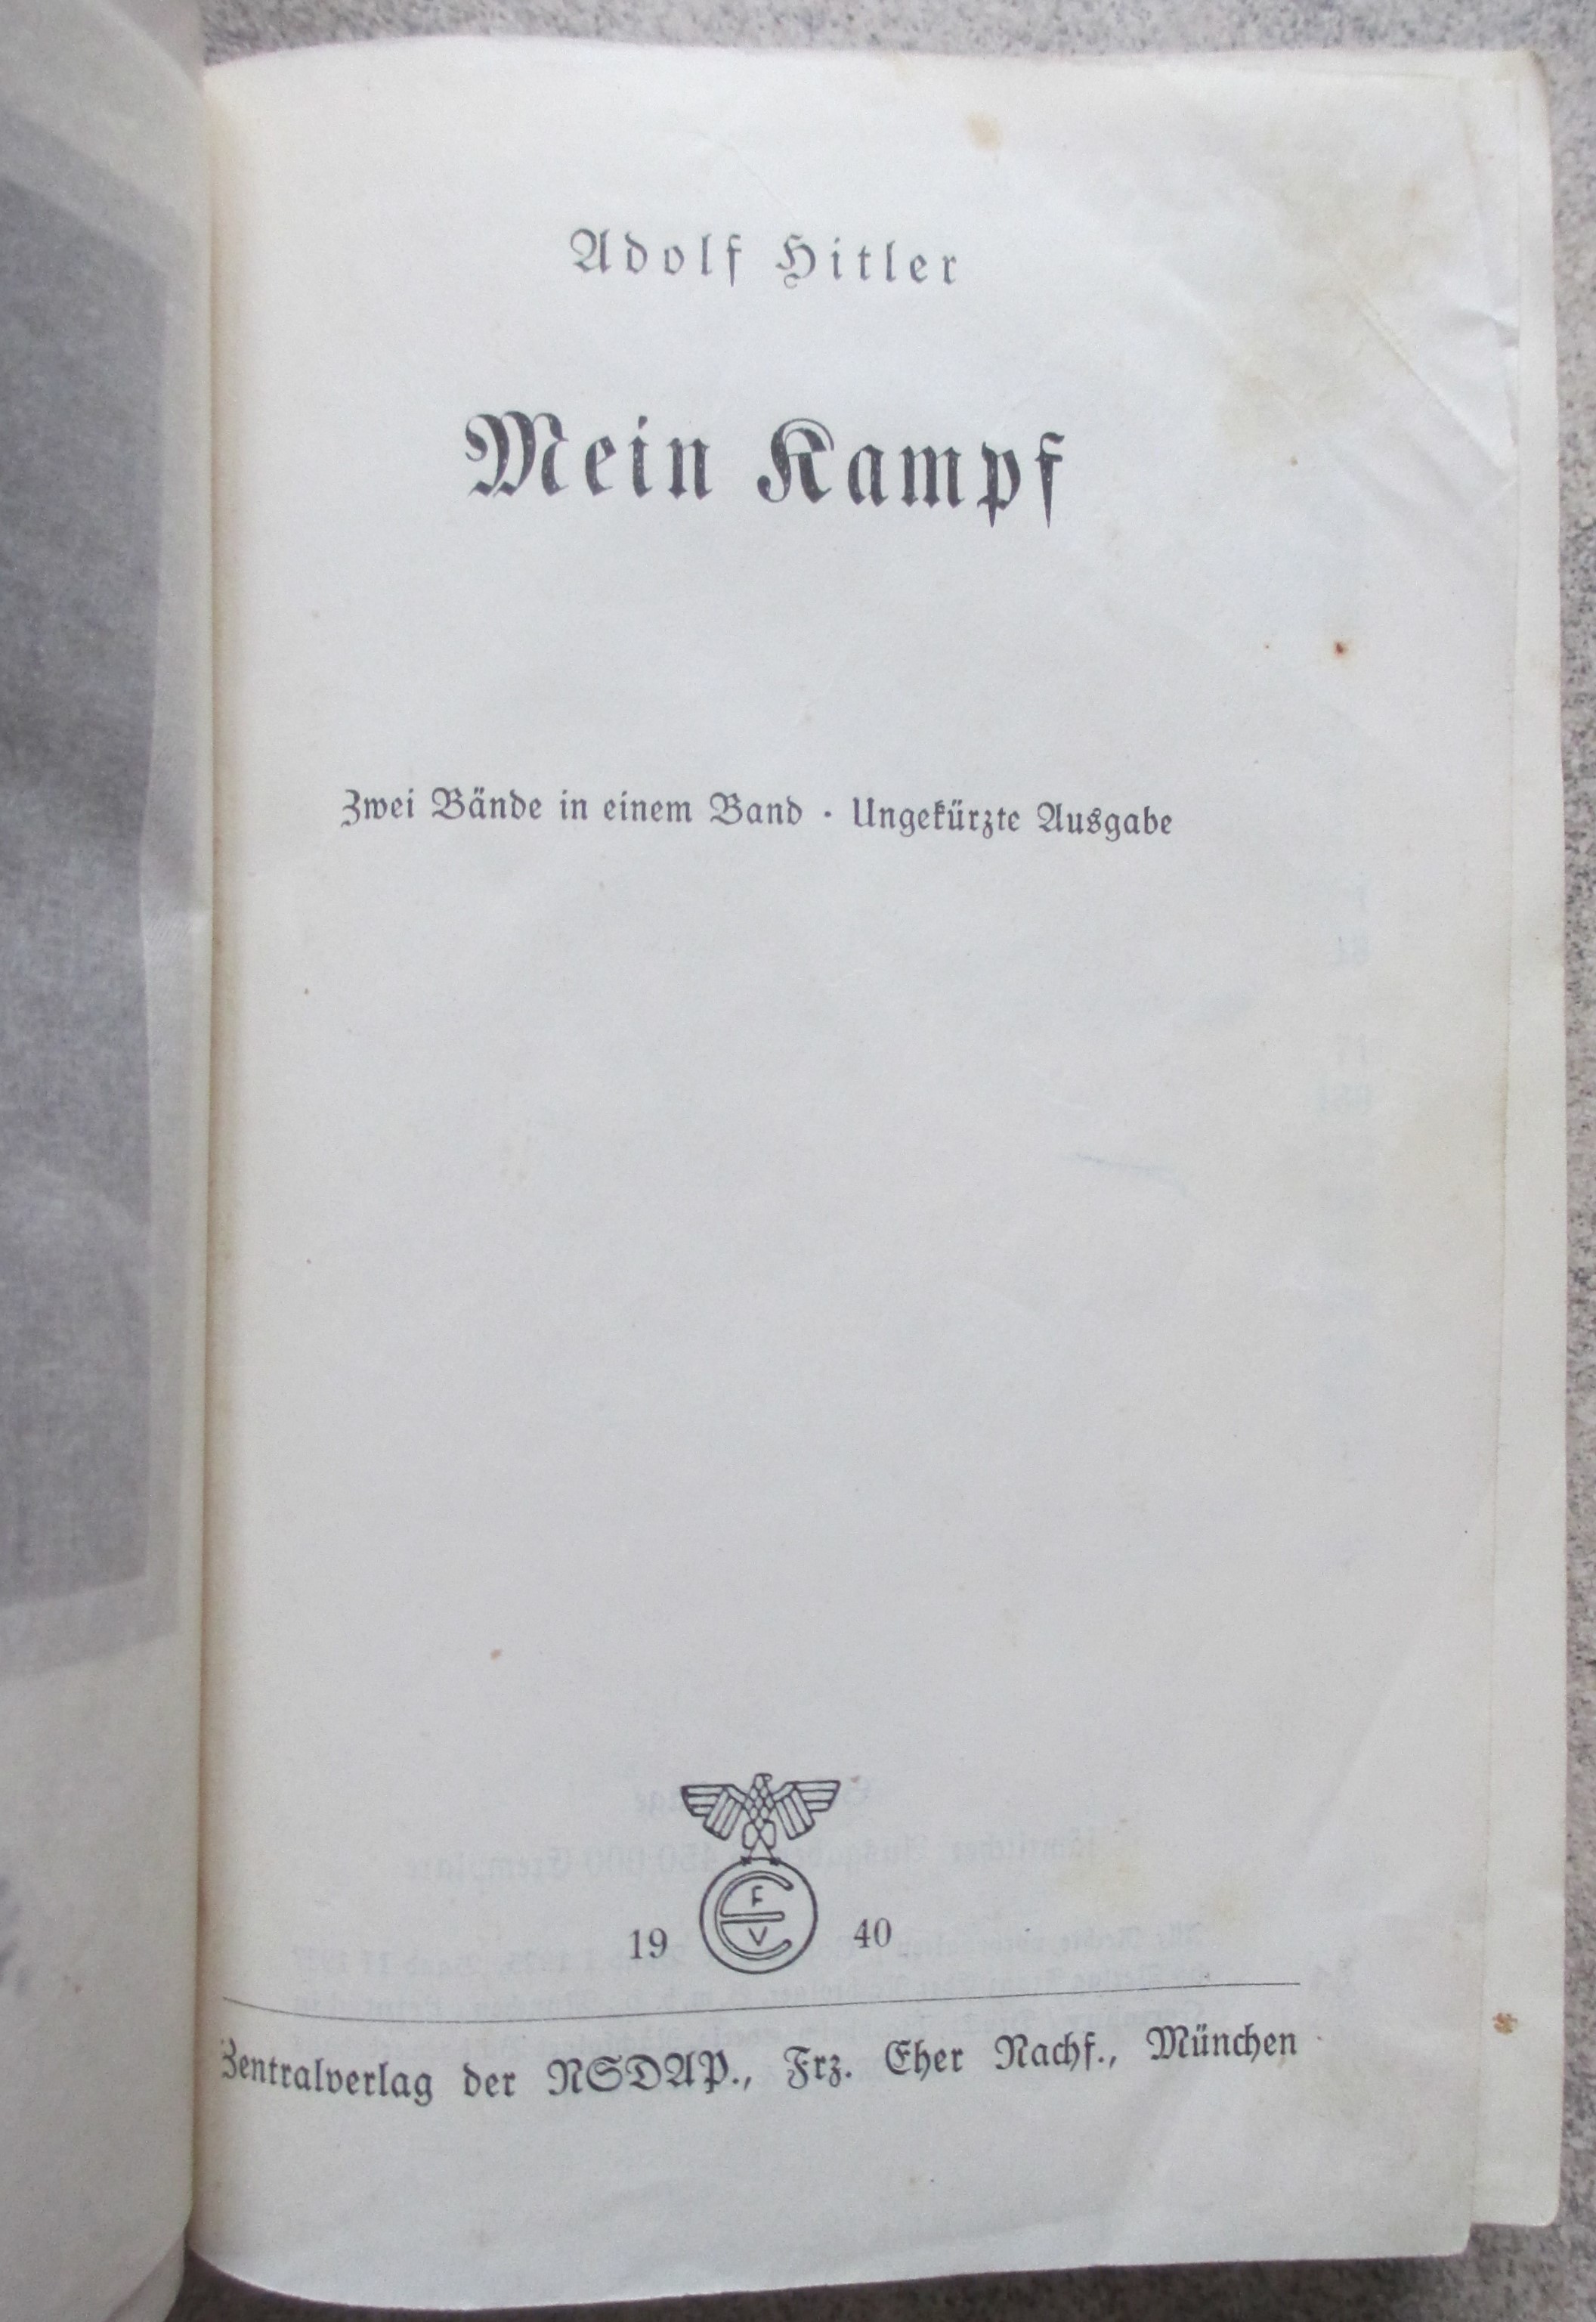 Adolf Hitler
Mein Kampf
Zwei Bände in einem Band · Ungekürzte Ausgabe
F
E
V
19 40
Zentralverlag der NSDAP., Frz. Eher Nachf., München